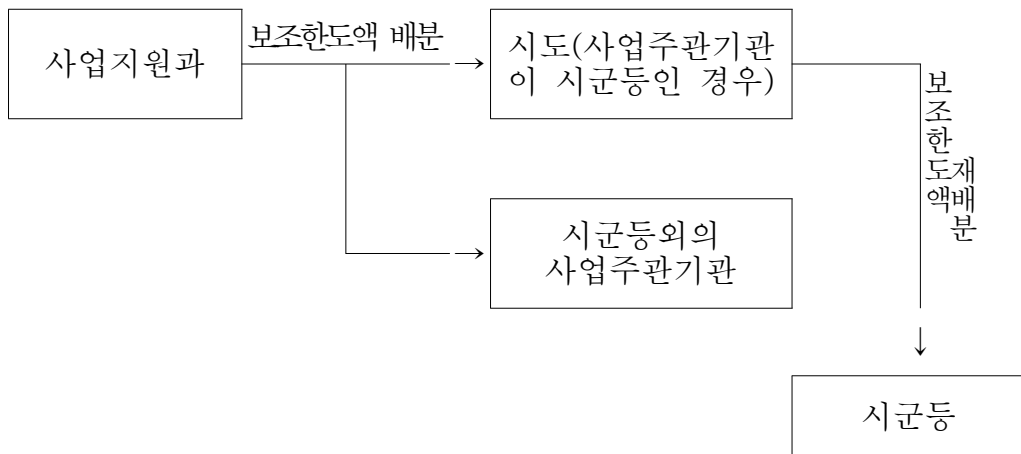 사업지원과
보조한도액 배분
시도(사업주관기관
이 시군등인 경우)
보조한도액
재배분
시군등외의
사업주관기관
시군등